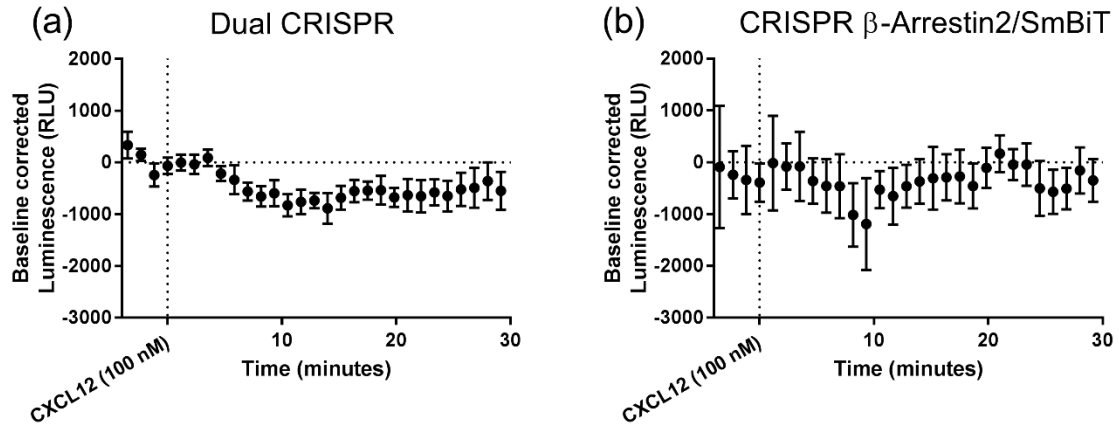 (a) Dual CRISPR
2000
1000
0
-1000
-2000
-3000
Baseline corrected
Luminescence (RLU)
10
20
30
CXCL12 (100 nM)
Time (minutes)
(b) CRISPR β-Arrestin2/SmBiT
2000
1000
0
-1000
-2000
-3000
Baseline corrected
Luminescence (RLU)
10
20
30
CXCL12 (100 nM)
Time (minutes)